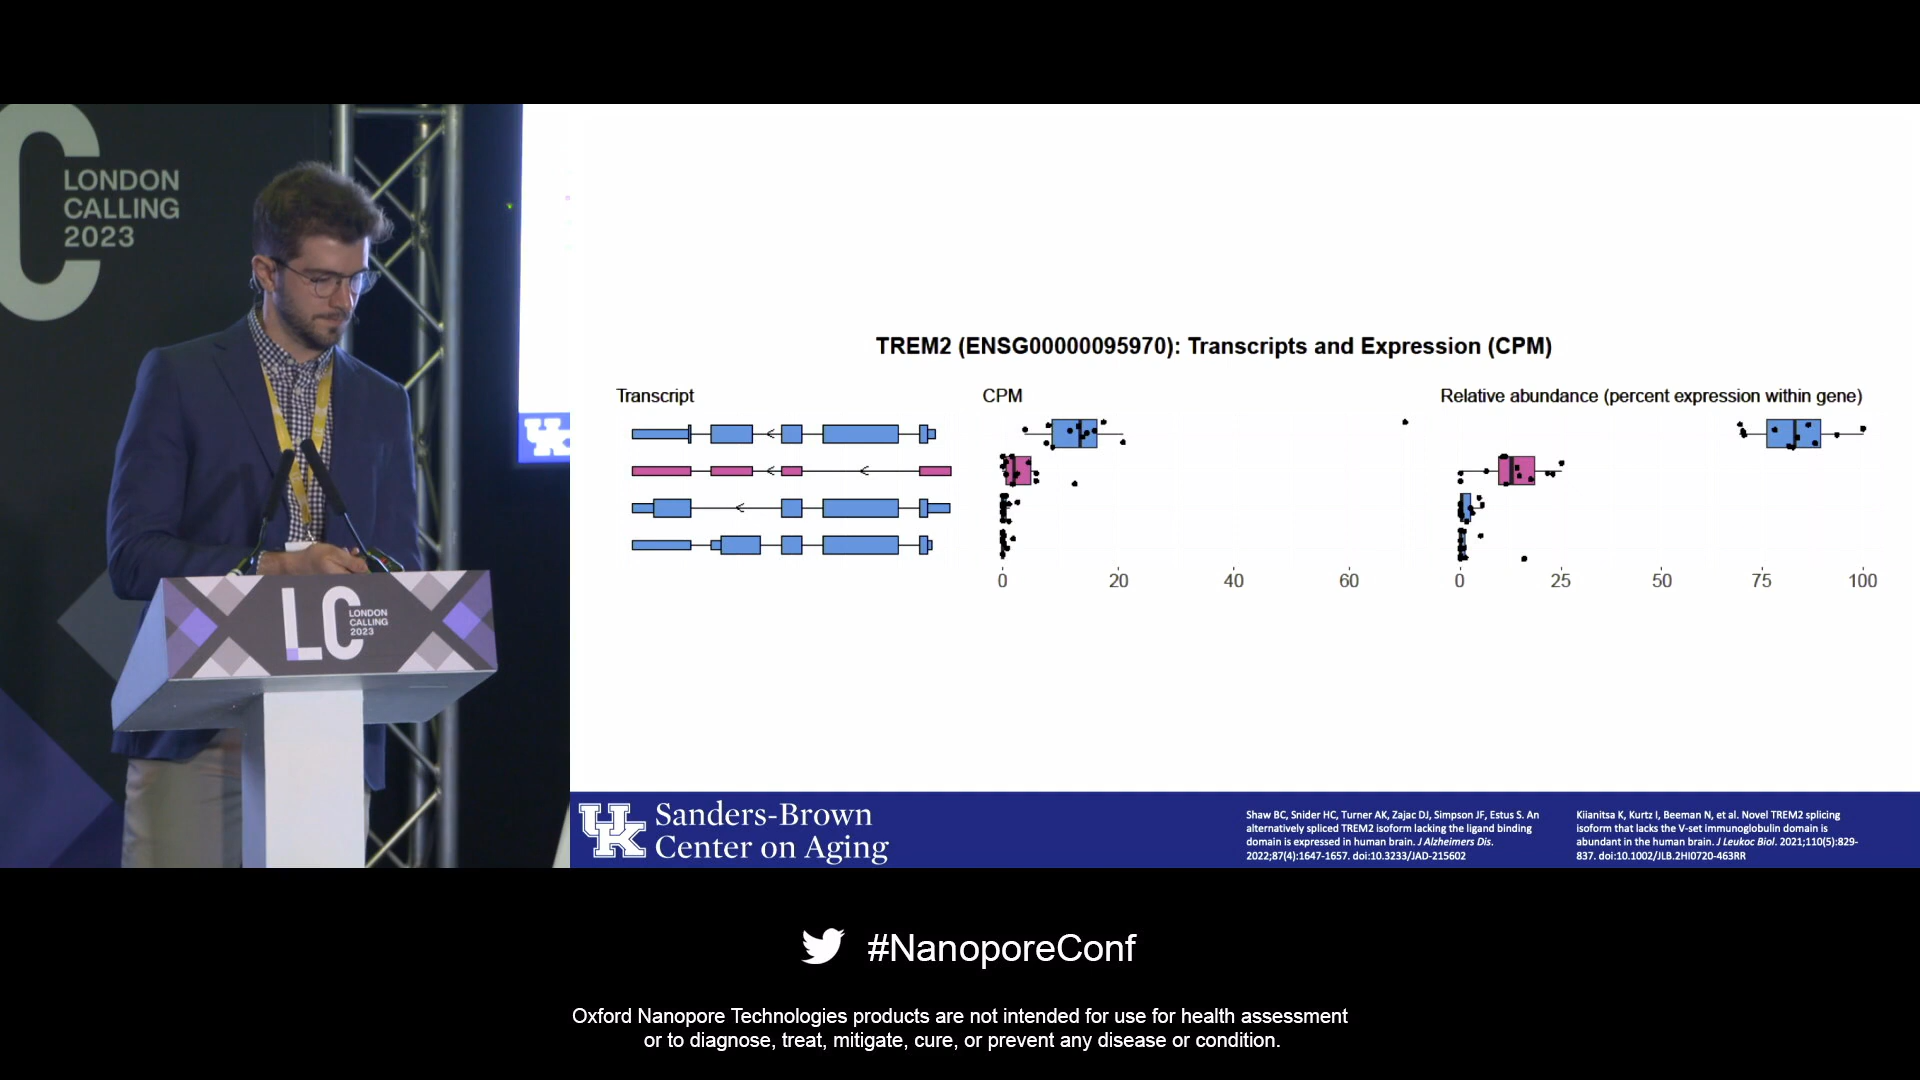 LONDON
CALLING
2023
LC
LONDON
CALLING
2023
TREM2 (ENSG00000095970): Transcripts and Expression (CPM)
Transcript
CPM
Relative abundance (percent expression within gene)
0 20 40 60
0 25 50 75 100
UK
Sanders-Brown
Center on Aging
Shaw BC, Snider HC, Turner AK, Zajac DJ, Simpson JF, Estus S. An
alternatively spliced TREM2 isoform lacking the ligand binding
domain is expressed in human brain. J Alzheimers Dis.
2022;87(4):1647-1657. doi:10.3233/JAD-215602
Kiianitsa K, Kurtz I, Beeman N, et al. Novel TREM2 splicing
isoform that lacks the V-set immunoglobulin domain is
abundant in the human brain. J Leukoc Biol. 2021;110(5):829-
837. doi:10.1002/JLB.2HI0720-463RR
#NanoporeConf
Oxford Nanopore Technologies products are not intended for use for health assessment
or to diagnose, treat, mitigate, cure, or prevent any disease or condition.